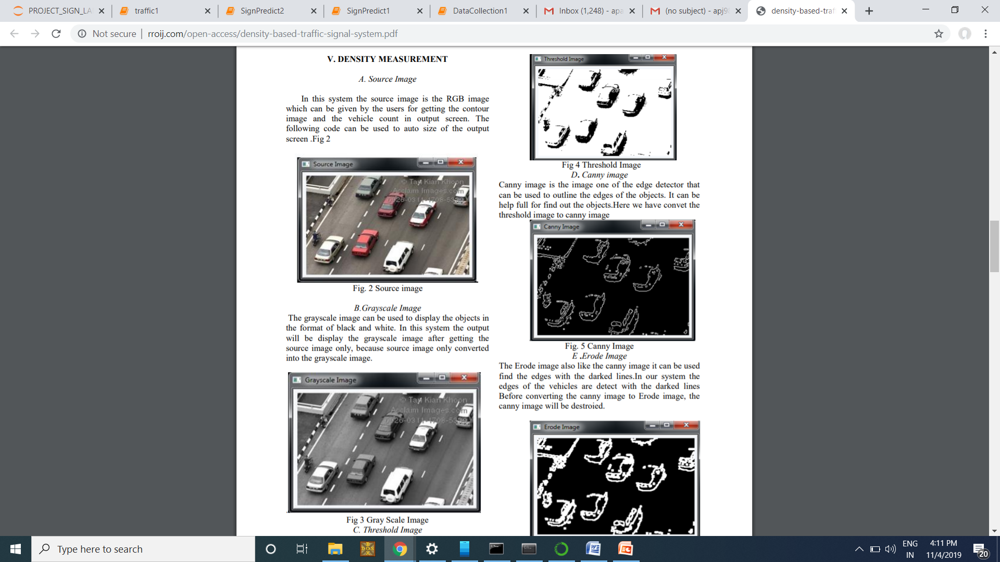 PROJECT_SIGN_LA
traffic1
SignPredict2
SignPredict1
DataCollection1
Inbox (1,248) - apa
(no subject) - apj9
density-based-traf
Not secure
rroij.com/open-access/density-based-traffic-signal-system.pdf
V. DENSITY MEASUREMENT
A. Source Image
In this system the source image is the RGB image
which can be given by the users for getting the contour
image and the vehicle count in output screen. The
following code can be used to auto size of the output
screen .Fig 2
Source Image
© Tan Kian Khoon
Acclaim Images.com
0026-0311-1708-5330
Fig. 2 Source image
B.Grayscale Image
The grayscale image can be used to display the objects in
the format of black and white. In this system the output
will be display the grayscale image after getting the
source image only, because source image only converted
into the grayscale image.
Grayscale Image
© Tan Kian Khoon
Acclaim Images.com
Fig 3 Gray Scale Image
C. Threshold Image
Threshold Image
Fig 4 Threshold Image
D. Canny image
Canny image is the image one of the edge detector that
can be used to outline the edges of the objects. It can be
help full for find out the objects.Here we have convet the
threshold image to canny image
Canny Image
Fig. 5 Canny Image
E .Erode Image
The Erode image also like the canny image it can be used
find the edges with the darked lines.In our system the
edges of the vehicles are detect with the darked lines
Before converting the canny image to Erode image, the
canny image will be destroied.
Erode Image
Type here to search
ENG
IN
4:11 PM
11/4/2019
20